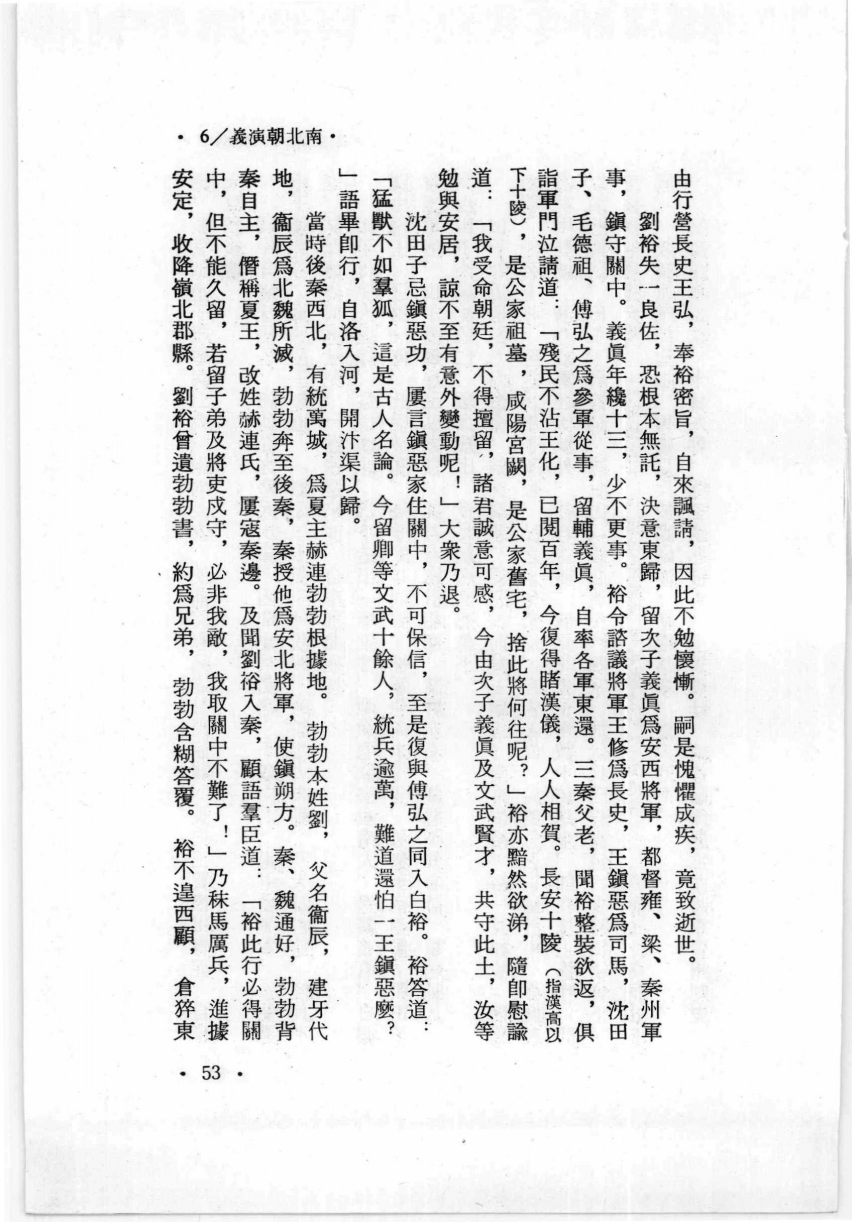 ·6／義演朝北南·
由行營長史王弘，奉裕密旨，自來諷請，因此不勉懷慚。嗣是愧懼成疾，竟致逝世。
劉裕失一良佐，恐根本無託，決意東歸，留次子義眞爲安西將軍，都督雍、梁、秦州軍
事，鎭守關中。義眞年纔十三，少不更事。裕令諮議將軍王修爲長史，王鎭惡爲司馬，沈田
子、毛德祖、傅弘之爲參軍從事，留輔義眞，自率各軍東還。三秦父老，聞裕整裝欲返，俱
詣軍門泣請道：「殘民不沾王化，已閱百年，今復得睹漢儀，人人相賀。長安十陵（指漢高以
下十陵），是公家祖墓，咸陽宮闕，是公家舊宅，捨此將何往呢？」裕亦黯然欲涕，隨卽慰諭
道：「我受命朝廷，不得擅留，諸君誠意可感，今由次子義眞及文武賢才，共守此土，汝等
勉與安居，諒不至有意外變動呢！」大衆乃退。
沈田子忌鎭惡功，屢言鎭惡家住關中，不可保信，至是復與傅弘之同入白裕。裕答道：
「猛獸不如羣狐，這是古人名論。今留卿等文武十餘人，統兵逾萬，難道還怕一王鎭惡麽？
」語畢卽行，自洛入河，開汴渠以歸。
當時後秦西北，有統萬城，爲夏主赫連勃勃根據地。勃勃本姓劉，父名衞辰，建牙代
地，衞辰爲北魏所滅，勃勃奔至後秦，秦授他爲安北將軍，使鎭朔方。秦、魏通好，勃勃背
秦自主，僭稱夏王，改姓赫連氏，屢寇秦邊。及聞劉裕入秦，顧語羣臣道：「裕此行必得關
中，但不能久留，若留子弟及將吏戍守，必非我敵，我取關中不難了！」乃秣馬厲兵，進據
安定，收降嶺北郡縣。劉裕曾遺勃勃書，約爲兄弟，勃勃含糊答覆。裕不遑西顧，倉猝東
·53·